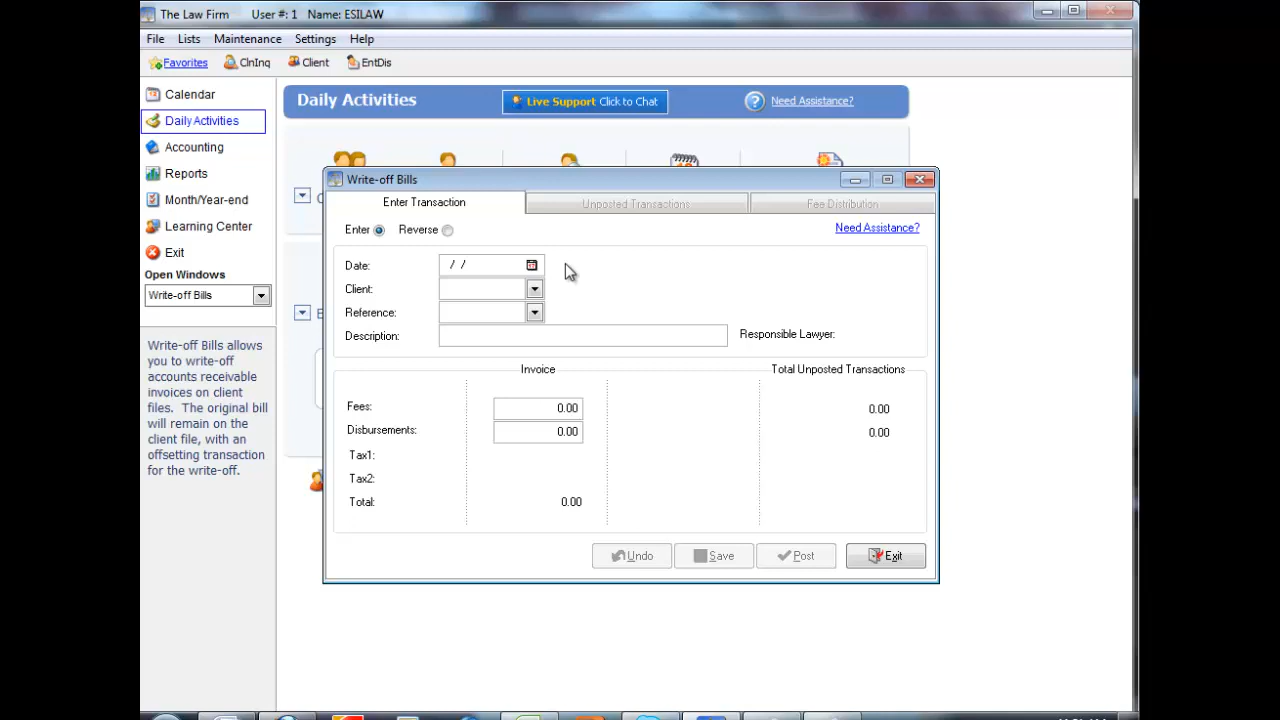 The Law Firm User #: 1 Name: ESILAW
File Lists Maintenance Settings Help
Favorites ClnInq Client EntDis
Calendar
Daily Activities
Accounting
Reports
Month/Year-end
Learning Center
Exit
Open Windows
Write-off Bills
Write-off Bills allows
you to write-off
accounts receivable
invoices on client
files. The original bill
will remain on the
client file, with an
offsetting transaction
for the write-off.
Daily Activities
Live Support Click to Chat
Need Assistance?
Write-off Bills
Enter Transaction Unposted Transactions Fee Distribution
Enter Reverse
Need Assistance?
Date: / /
Client:
Reference:
Description:
Responsible Lawyer:
Invoice Total Unposted Transactions
Fees: 0.00 0.00
Disbursements: 0.00 0.00
Tax1:
Tax2:
Total: 0.00
Undo Save Post Exit